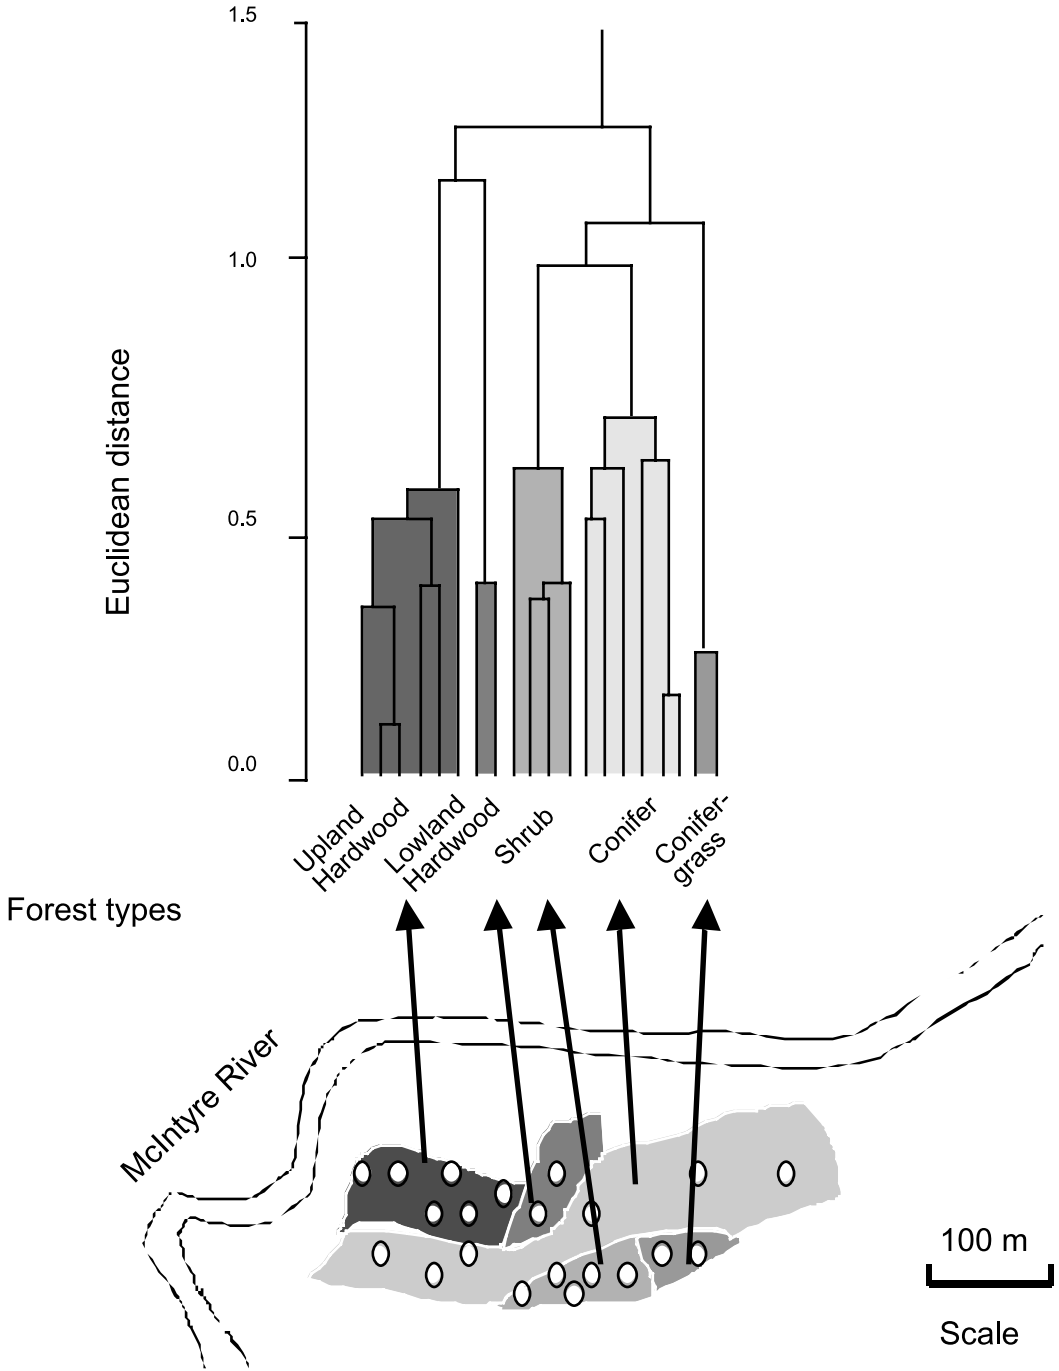 1.5
1.0
Euclidean distance
0.5
0.0
Upland
Hardwood
Lowland
Hardwood
Shrub
Conifer
Conifer-
grass
Forest types
McIntyre River
100 m
Scale